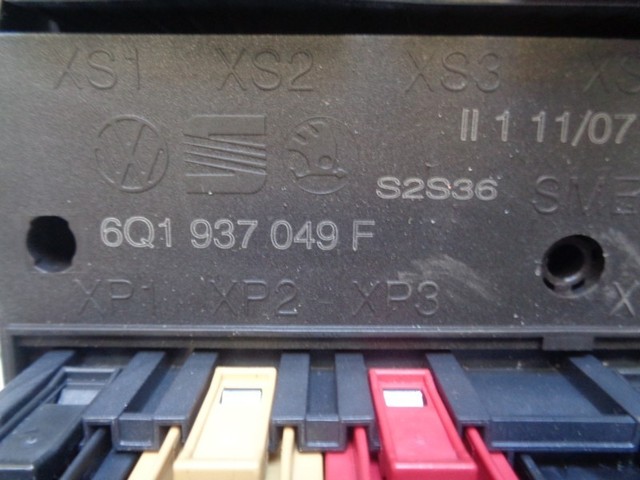 XS1 XS2 XS3
II 1 11/07
S2S36
6Q1 937 049 F
XP1 XP2 - XP3